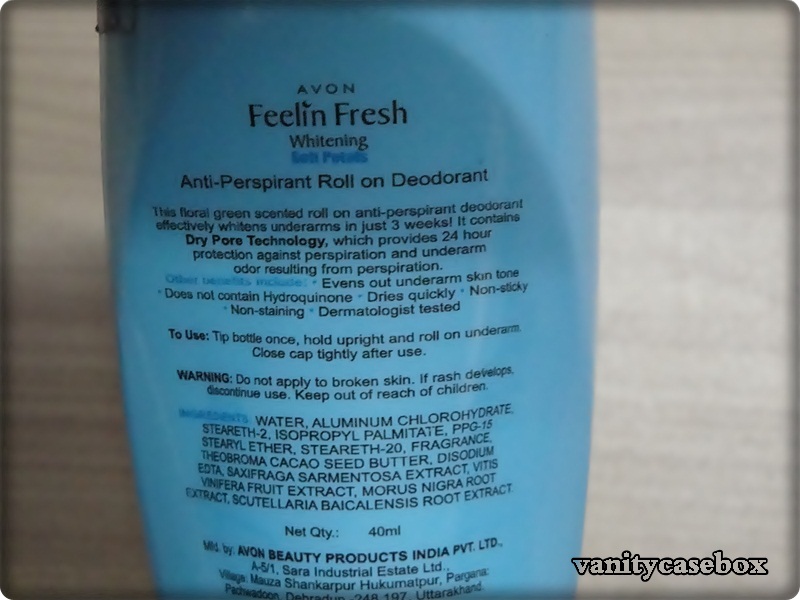 AVON
Feelin Fresh
Whitening
Soft Petals
Anti-Perspirant Roll on Deodorant
This floral green scented roll on anti-perspirant deodorant
effectively whitens underarms in just 3 weeks! It contains
Dry Pore Technology, which provides 24 hour
protection against perspiration and underarm
odor resulting from perspiration.
Other benefits include: • Evens out underarm skin tone
• Does not contain Hydroquinone • Dries quickly • Non-sticky
• Non-staining • Dermatologist tested
To Use: Tip bottle once, hold upright and roll on underarm.
Close cap tightly after use.
WARNING: Do not apply to broken skin. If rash develops,
discontinue use. Keep out of reach of children.
INGREDIENTS WATER, ALUMINUM CHLOROHYDRATE,
STEARETH-2, ISOPROPYL PALMITATE, PPG-15
STEARYL ETHER, STEARETH-20, FRAGRANCE,
THEOBROMA CACAO SEED BUTTER, DISODIUM
EDTA, SAXIFRAGA SARMENTOSA EXTRACT, VITIS
VINIFERA FRUIT EXTRACT, MORUS NIGRA ROOT
EXTRACT, SCUTELLARIA BAICALENSIS ROOT EXTRACT.
Net Qty.: 40ml
Mfd. by: AVON BEAUTY PRODUCTS INDIA PVT. LTD.,
A-5/1, Sara Industrial Estate Ltd.,
Village: Mauza Shankarpur Hukumatpur, Pargana:
Pachwadoon, Dehradun -248 197, Uttarakhand.
vanitycasebox